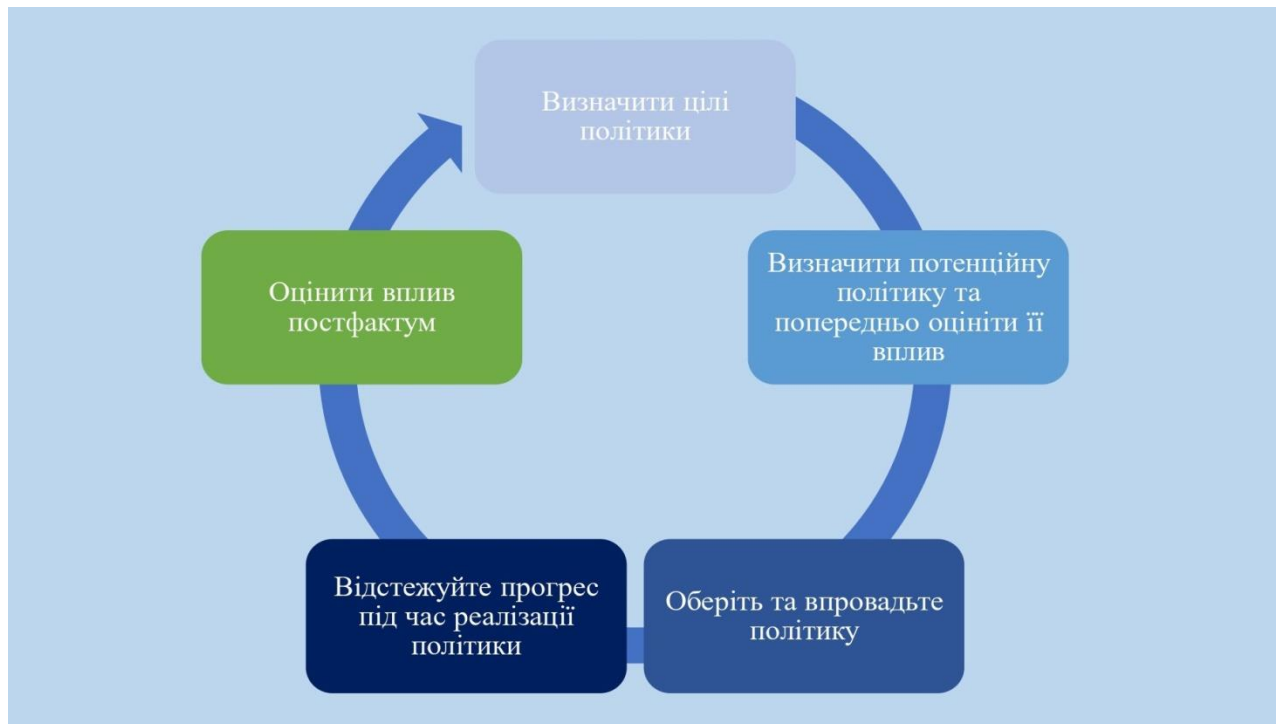 Визначити цілі
політики
Визначити потенційну
політику та
попередньо оцініти її
вплив
Оберіть та впровадьте
політику
Відстежуйте прогрес
під час реалізації
політики
Оцінити вплив
постфактум